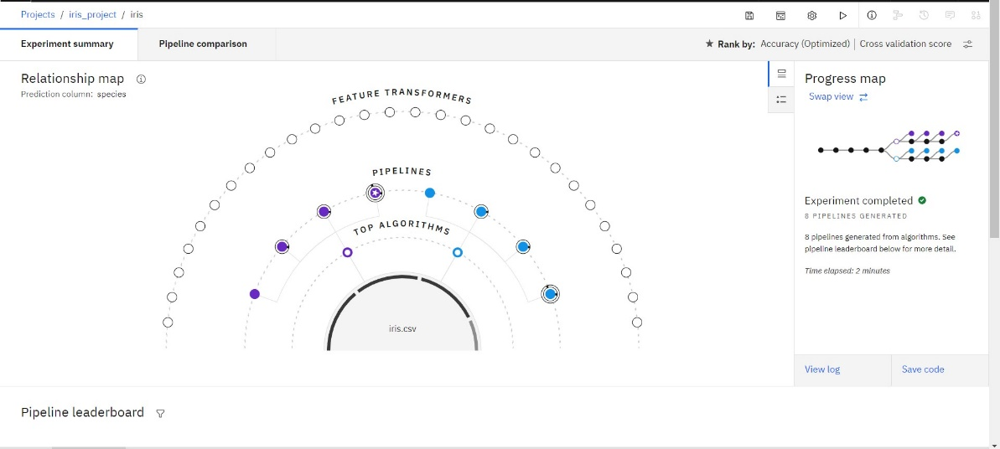 Projects / iris_project / iris
Experiment summary
Pipeline comparison
★ Rank by: Accuracy (Optimized) | Cross validation score
Relationship map
Prediction column: species
FEATURE TRANSFORMERS
PIPELINES
TOP ALGORITHMS
iris.csv
Progress map
Swap view
Experiment completed
8 PIPELINES GENERATED
8 pipelines generated from algorithms. See
pipeline leaderboard below for more detail.
Time elapsed: 2 minutes
View log
Save code
Pipeline leaderboard